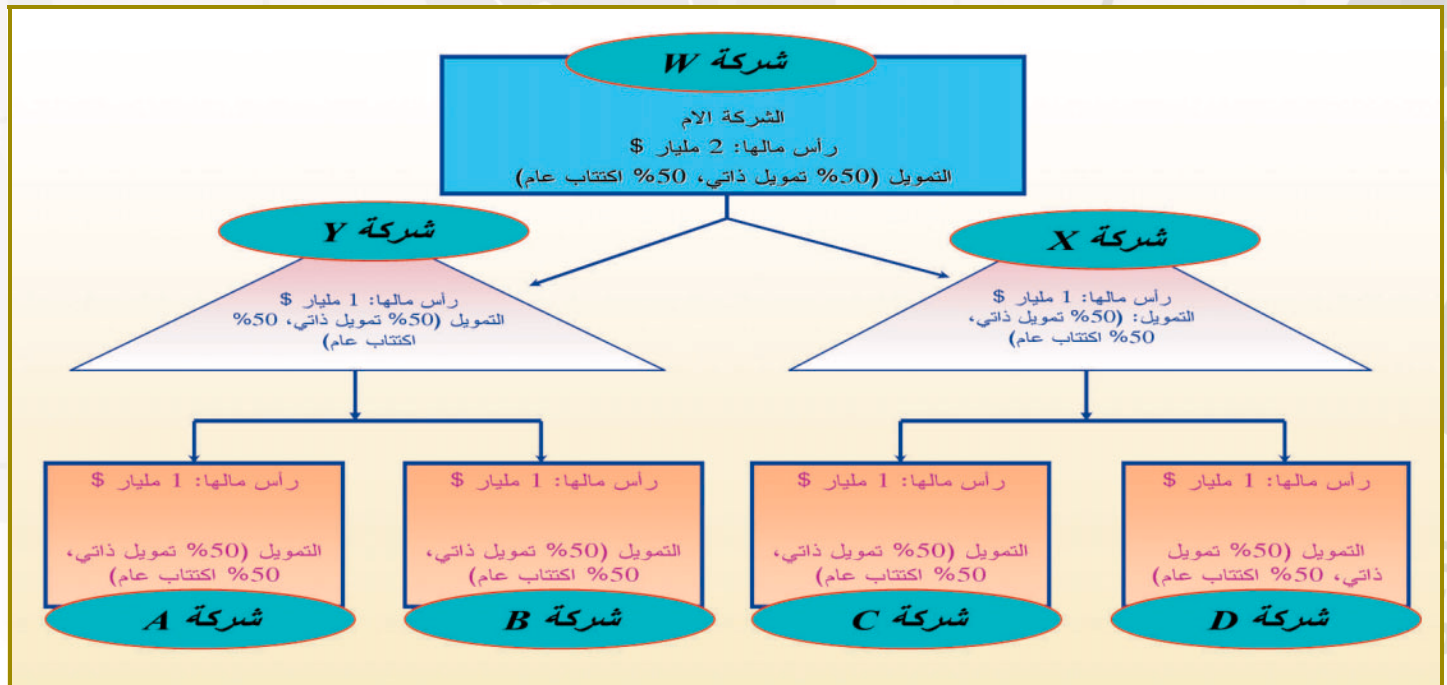 شركة W
الشركة الام
رأس مالها: 2 مليار $
التمويل (50% تمويل ذاتي، 50% اكتتاب عام)
شركة X
رأس مالها: 1 مليار $
التمويل: (50% تمويل ذاتي،
50% اكتتاب عام)
شركة Y
رأس مالها: 1 مليار $
التمويل (50% تمويل ذاتي، 50%
اكتتاب عام)
رأس مالها: 1 مليار $
التمويل (50% تمويل
ذاتي، 50% اكتتاب عام)
شركة D
رأس مالها: 1 مليار $
التمويل (50% تمويل ذاتي،
50% اكتتاب عام)
شركة C
رأس مالها: 1 مليار $
التمويل (50% تمويل ذاتي،
50% اكتتاب عام)
شركة B
رأس مالها: 1 مليار $
التمويل (50% تمويل ذاتي،
50% اكتتاب عام)
شركة A